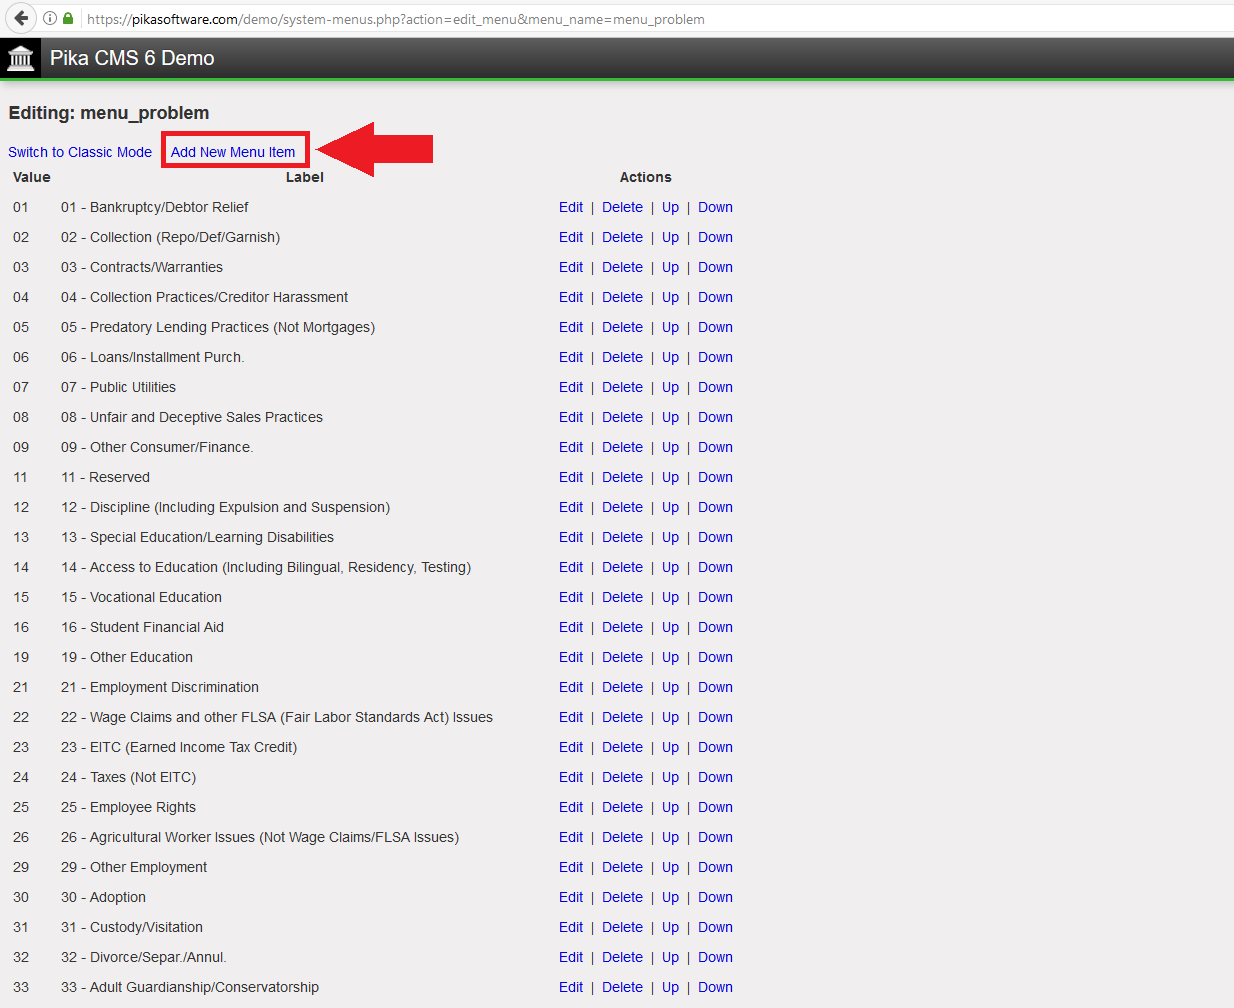 https://pikasoftware.com/demo/system-menus.php?action=edit_menu&menu_name=menu_problem
Pika CMS 6 Demo
Editing: menu_problem
Switch to Classic Mode Add New Menu Item
Value Label Actions
01 01 - Bankruptcy/Debtor Relief Edit | Delete | Up | Down
02 02 - Collection (Repo/Def/Garnish) Edit | Delete | Up | Down
03 03 - Contracts/Warranties Edit | Delete | Up | Down
04 04 - Collection Practices/Creditor Harassment Edit | Delete | Up | Down
05 05 - Predatory Lending Practices (Not Mortgages) Edit | Delete | Up | Down
06 06 - Loans/Installment Purch. Edit | Delete | Up | Down
07 07 - Public Utilities Edit | Delete | Up | Down
08 08 - Unfair and Deceptive Sales Practices Edit | Delete | Up | Down
09 09 - Other Consumer/Finance. Edit | Delete | Up | Down
11 11 - Reserved Edit | Delete | Up | Down
12 12 - Discipline (Including Expulsion and Suspension) Edit | Delete | Up | Down
13 13 - Special Education/Learning Disabilities Edit | Delete | Up | Down
14 14 - Access to Education (Including Bilingual, Residency, Testing) Edit | Delete | Up | Down
15 15 - Vocational Education Edit | Delete | Up | Down
16 16 - Student Financial Aid Edit | Delete | Up | Down
19 19 - Other Education Edit | Delete | Up | Down
21 21 - Employment Discrimination Edit | Delete | Up | Down
22 22 - Wage Claims and other FLSA (Fair Labor Standards Act) Issues Edit | Delete | Up | Down
23 23 - EITC (Earned Income Tax Credit) Edit | Delete | Up | Down
24 24 - Taxes (Not EITC) Edit | Delete | Up | Down
25 25 - Employee Rights Edit | Delete | Up | Down
26 26 - Agricultural Worker Issues (Not Wage Claims/FLSA Issues) Edit | Delete | Up | Down
29 29 - Other Employment Edit | Delete | Up | Down
30 30 - Adoption Edit | Delete | Up | Down
31 31 - Custody/Visitation Edit | Delete | Up | Down
32 32 - Divorce/Separ./Annul. Edit | Delete | Up | Down
33 33 - Adult Guardianship/Conservatorship Edit | Delete | Up | Down